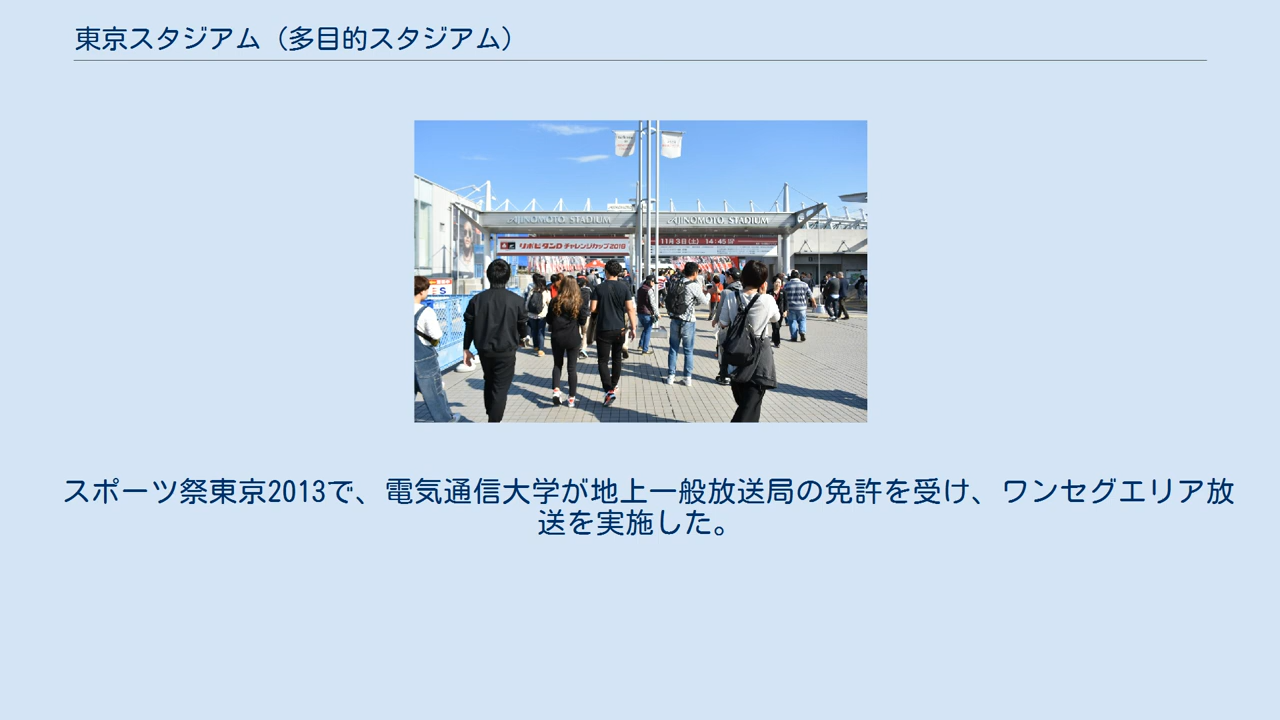 東京スタジアム（多目的スタジアム）
AJINOMOTO STADIUM
AJINOMOTO STADIUM
リポビタンD チャレンジカップ2018
11月3日(土) 14:45
S
スポーツ祭東京2013で、電気通信大学が地上一般放送局の免許を受け、ワンセグエリア放
送を実施した。